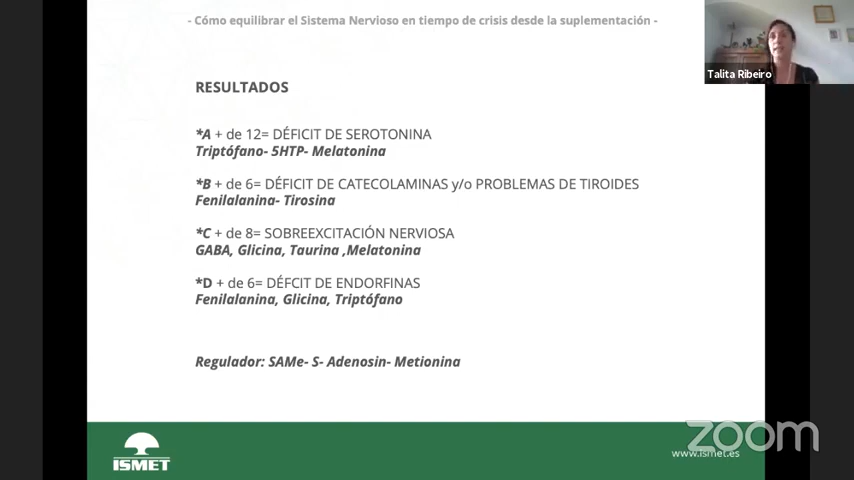 - Cómo equilibrar el Sistema Nervioso en tiempo de crisis desde la suplementación -
Talita Ribeiro
RESULTADOS
*A + de 12= DÉFICIT DE SEROTONINA
Triptófano- 5HTP- Melatonina
*B + de 6= DÉFICIT DE CATECOLAMINAS y/o PROBLEMAS DE TIROIDES
Fenilalanina- Tirosina
*C + de 8= SOBREEXCITACIÓN NERVIOSA
GABA, Glicina, Taurina ,Melatonina
*D + de 6= DÉFCIT DE ENDORFINAS
Fenilalanina, Glicina, Triptófano
Regulador: SAMe- S- Adenosin- Metionina
ISMET
zoom
www.ismet.es